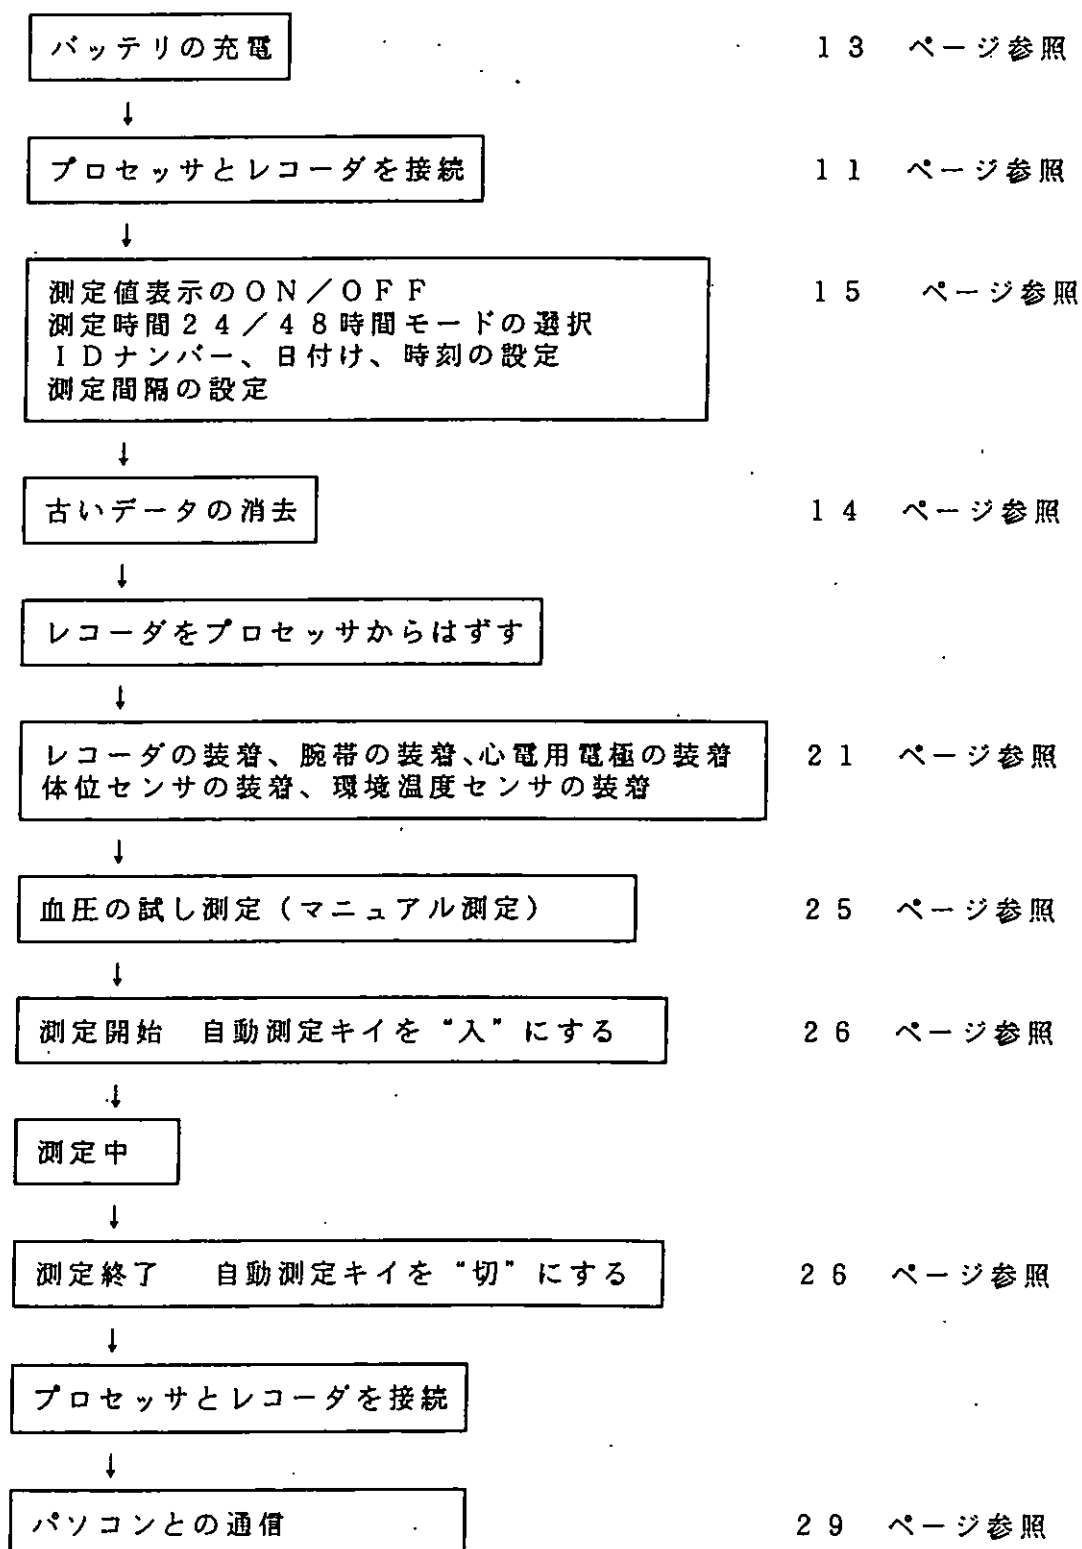 バッテリの充電 13 ページ参照
↓
プロセッサとレコーダを接続 11 ページ参照
↓
測定値表示のON/OFF 15 ページ参照
測定時間24/48時間モードの選択
IDナンバー、日付け、時刻の設定
測定間隔の設定
↓
古いデータの消去 14 ページ参照
↓
レコーダをプロセッサからはずす
↓
レコーダの装着、腕帯の装着、心電用電極の装着 21 ページ参照
体位センサの装着、環境温度センサの装着
↓
血圧の試し測定(マニュアル測定) 25 ページ参照
↓
測定開始 自動測定キイを“入”にする 26 ページ参照
↓
測定中
↓
測定終了 自動測定キイを“切”にする 26 ページ参照
↓
プロセッサとレコーダを接続
↓
パソコンとの通信 29 ページ参照